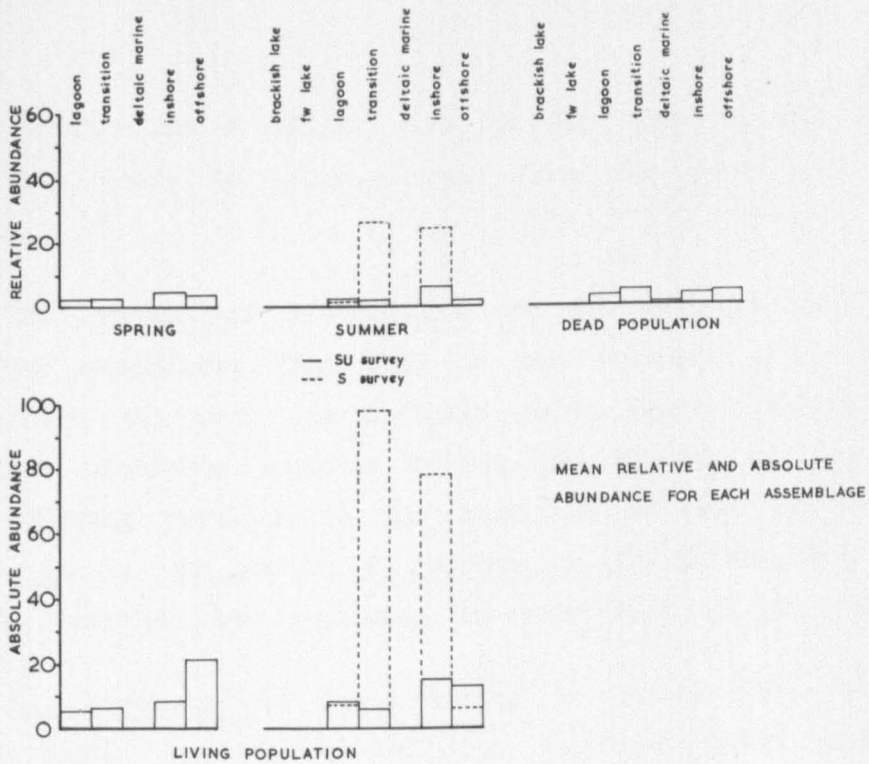 lagoon
transition
deltaic marine
inshore
offshore
brackish lake
fw lake
lagoon
transition
deltaic marine
inshore
offshore
brackish lake
fw lake
lagoon
transition
deltaic marine
inshore
offshore
RELATIVE ABUNDANCE
60
40
20
0
SPRING
SUMMER
DEAD POPULATION
SU survey
S survey
ABSOLUTE ABUNDANCE
100
80
60
40
20
0
MEAN RELATIVE AND ABSOLUTE
ABUNDANCE FOR EACH ASSEMBLAGE
LIVING POPULATION